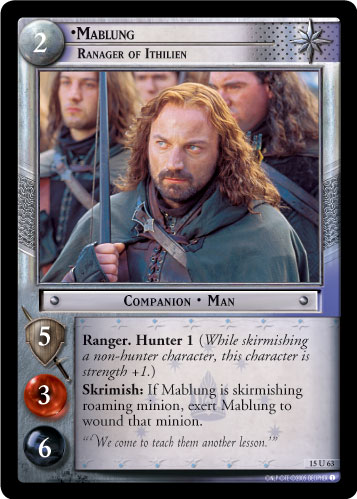 2
•Mablung
Ranager of Ithilien
Companion • Man
5
3
6
Ranger. Hunter 1 (While skirmishing
a non-hunter character, this character is
strength +1.)
Skrimish: If Mablung is skirmishing
roaming minion, exert Mablung to
wound that minion.
“‘We come to teach them another lesson.’”
15 U 63